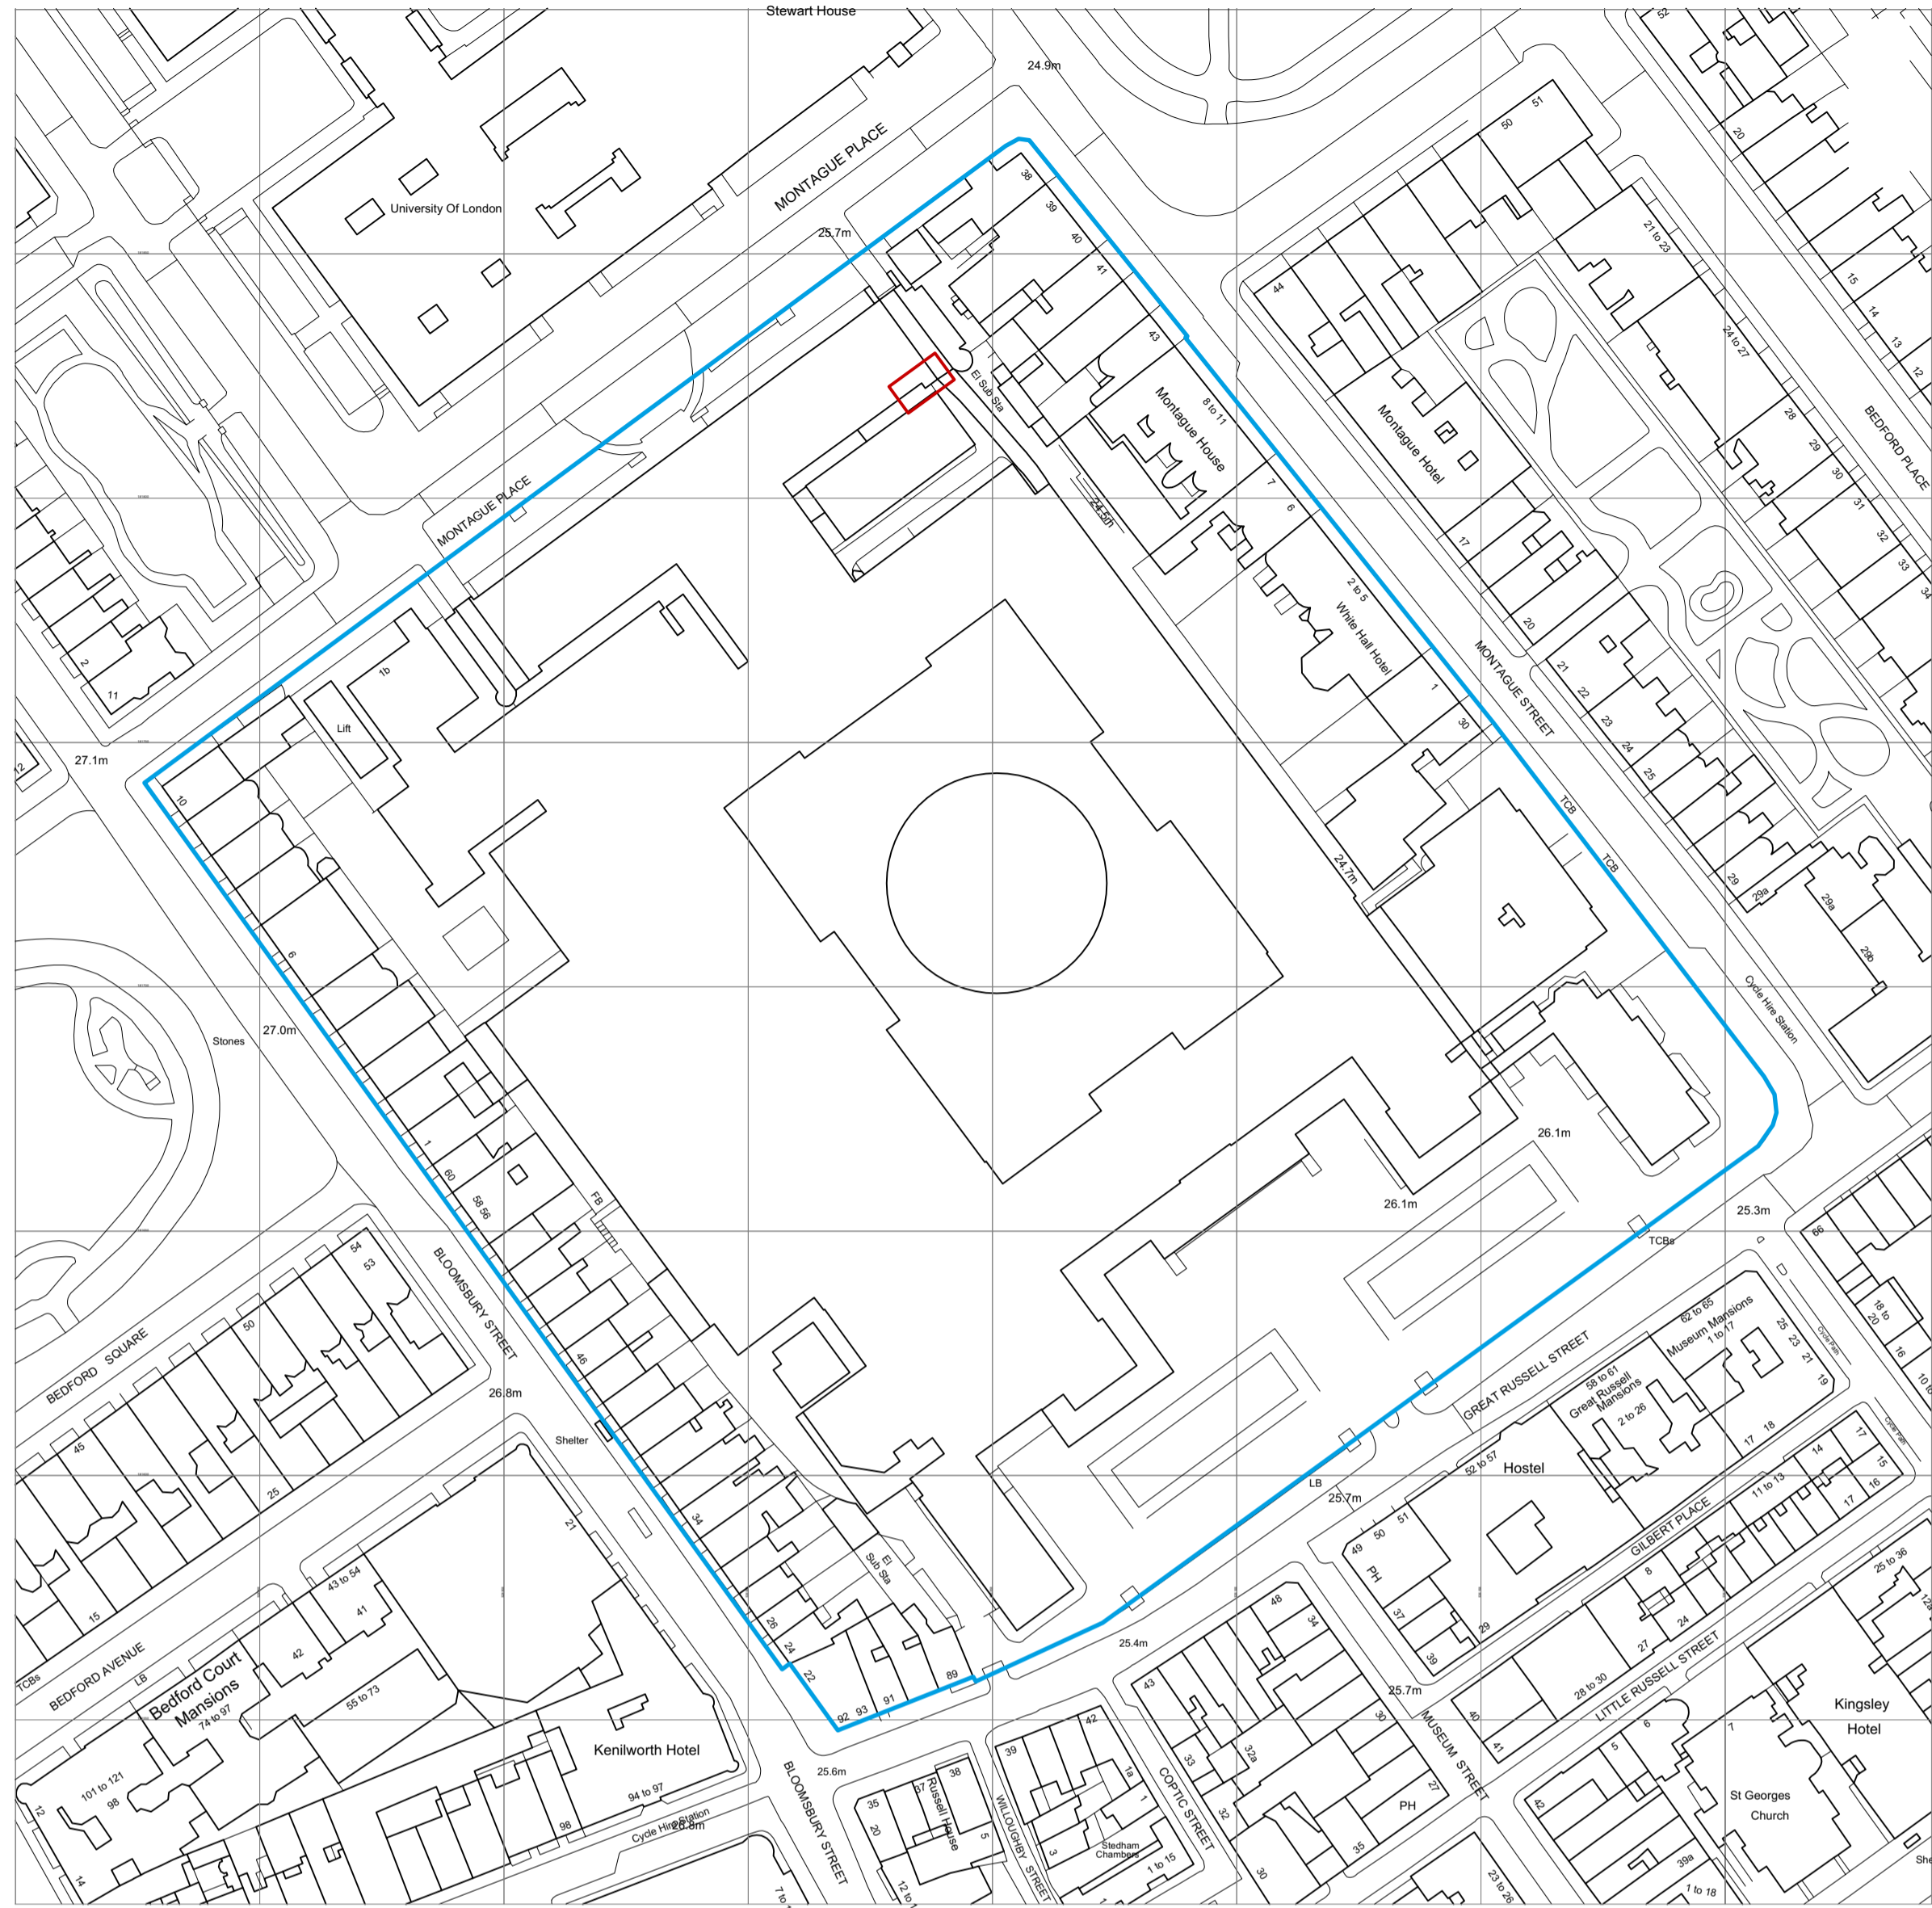 Stewart House
52
24.9m
51
50
20
MONTAGUE PLACE
38
University Of London
39
21 to 23
25.7m
40
41
15
44
14
24 to 27
43
13
12
El Sub Sta
8 to 11
Montague House
Montague Hotel
28
BEDFORD PLACE
29
30
7
31
6
24.5m
MONTAGUE PLACE
17
32
33
2 to 5
34
20
White Hall Hotel
2
11
1b
21
MONTAGUE STREET
22
1
23
30
Lift
24
27.1m
12
25
10
TCB
TCB
24.7m
29
29a
29a
6
29b
Cycle Hire Station
27.0m
Stones
26.1m
1
60
58 56
FB
26.1m
25.3m
66
TCBs
54
53
BLOOMSBURY STREET
62 to 65
Museum Mansions
1 to 17
18 to
20
50
25
23
21
19
Cycle Path
BEDFORD SQUARE
46
GREAT RUSSELL STREET
16
58 to 61
Great Russell
Mansions
2 to 26
26.8m
Shelter
45
17
18
Cycle Path
17
14
15
52 to 57
Hostel
11 to 13
16
17
LB
25.7m
25
21
34
51
50
49
GILBERT PLACE
PH
El
Sub Sta
43 to 54
8
25 to 36
48
41
15
26
24
37
34
24
29
42
25.4m
27
38
BEDFORD AVENUE
TCBs
LB
Bedford Court
Mansions
74 to 97
55 to 73
22
89
91
93
92
43
28 to 30
LITTLE RUSSELL STREET
25.7m
30
40
41
MUSEUM STREET
Kingsley
Hotel
42
6
7
5
39
Kenilworth Hotel
32a
33
25.6m
BLOOMSBURY STREET
38
37
Russell House
35
20
5
WILLOUGHBY STREET
1a
1
COPTIC STREET
27
PH
St Georges
Church
42
101 to 121
98
12
94 to 97
98
Cycle Hire Station
32
35
Stedham
Chambers
3
1 to 15
30
39a
1 to 18
23 to 26
14